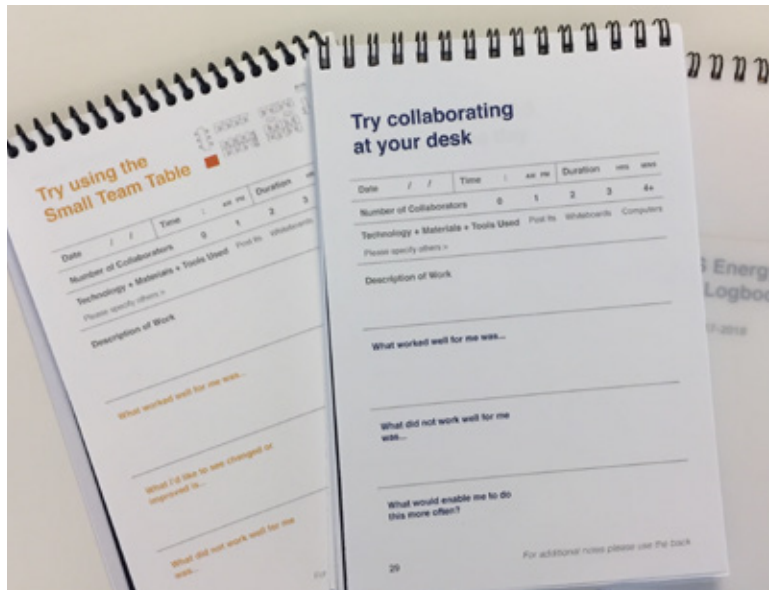 Try using the
Small Team Table
Date / / Time : AM PM Duration
Number of Collaborators 0 1 2 3
Technology + Materials + Tools Used Post Its Whiteboards
Please specify others >
Description of Work
What worked well for me was...
What I'd like to see changed or
improved is...
What did not work well for me
was...
Try collaborating
at your desk
Date / / Time : AM PM Duration HRS MINS
Number of Collaborators 0 1 2 3 4+
Technology + Materials + Tools Used Post Its Whiteboards Computers
Please specify others >
Description of Work
What worked well for me was...
What did not work well for me
was...
What would enable me to do
this more often?
29 For additional notes please use the back
Energ
Logboo
-2018